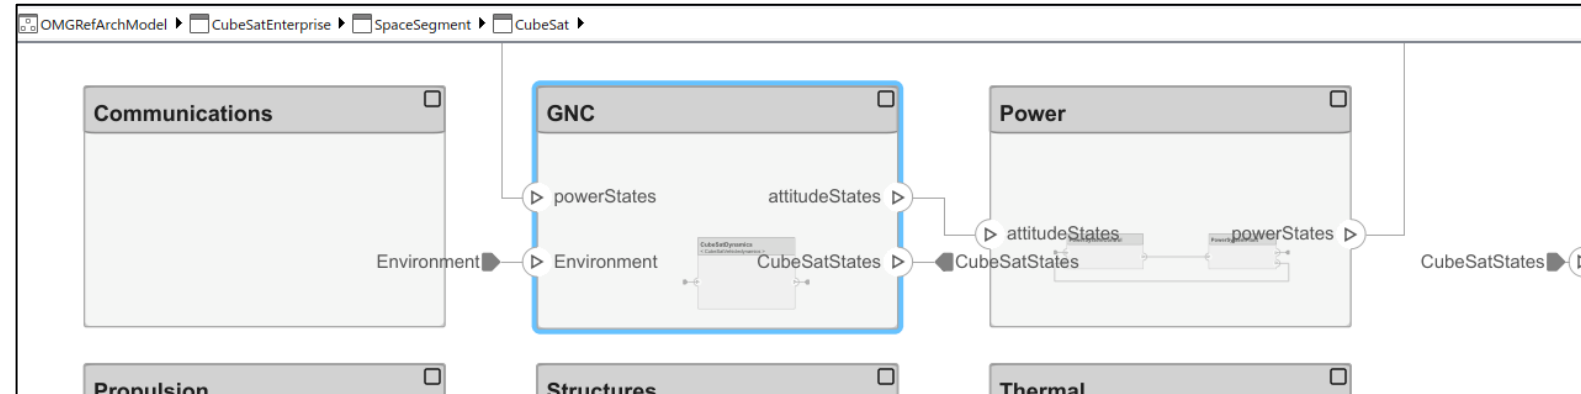 OMGRefArchModel CubeSatEnterprise SpaceSegment CubeSat
Communications
GNC
Power
powerStates
attitudeStates
attitudeStates
powerStates
Environment
Environment
CubeSatDynamics
CubeSatStates
CubeSatStates
CubeSatStates
Propulsion
Structures
Thermal